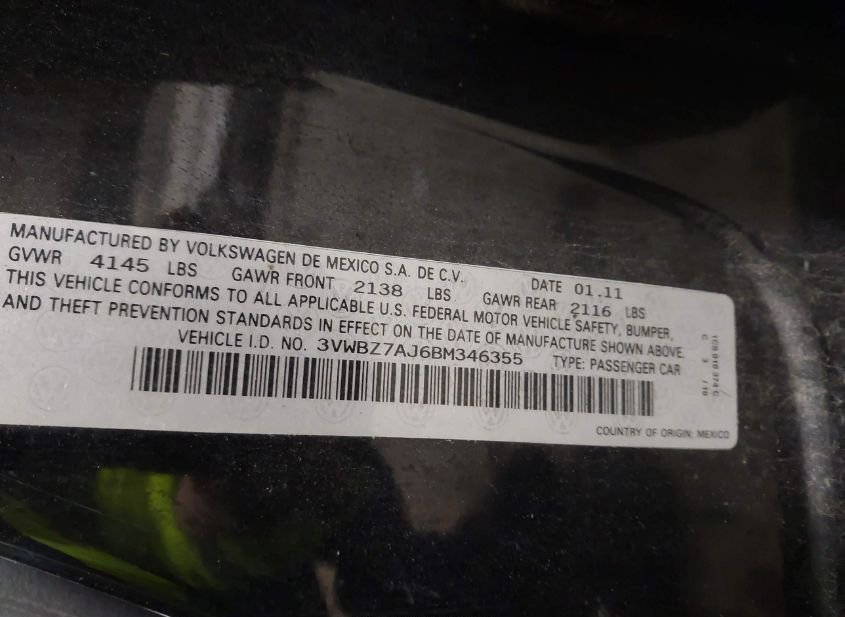 MANUFACTURED BY VOLKSWAGEN DE MEXICO S.A. DE C.V. DATE 01.11
GVWR 4145 LBS GAWR FRONT 2138 LBS GAWR REAR 2116 LBS
THIS VEHICLE CONFORMS TO ALL APPLICABLE U.S. FEDERAL MOTOR VEHICLE SAFETY, BUMPER,
AND THEFT PREVENTION STANDARDS IN EFFECT ON THE DATE OF MANUFACTURE SHOWN ABOVE.
VEHICLE I.D. NO. 3VWBZ7AJ6BM346355 TYPE: PASSENGER CAR
COUNTRY OF ORIGIN: MEXICO